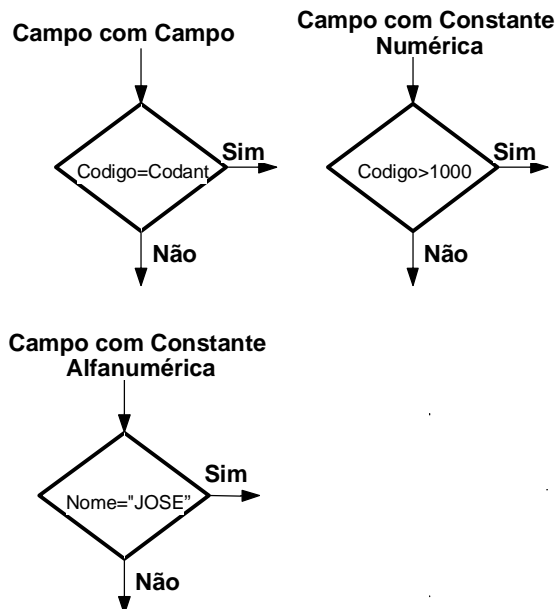 Campo com Campo
Codigo=Codant
Sim
Não
Campo com Constante
Numérica
Codigo>1000
Sim
Não
Campo com Constante
Alfanumérica
Nome="JOSE”
Sim
Não